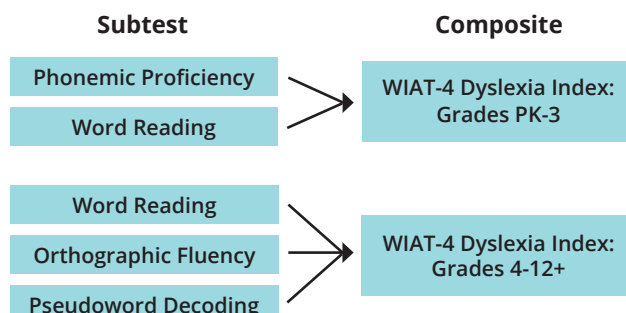 Subtest
Composite
Phonemic Proficiency
Word Reading
WIAT-4 Dyslexia Index:
Grades PK-3
Word Reading
Orthographic Fluency
Pseudoword Decoding
WIAT-4 Dyslexia Index:
Grades 4-12+